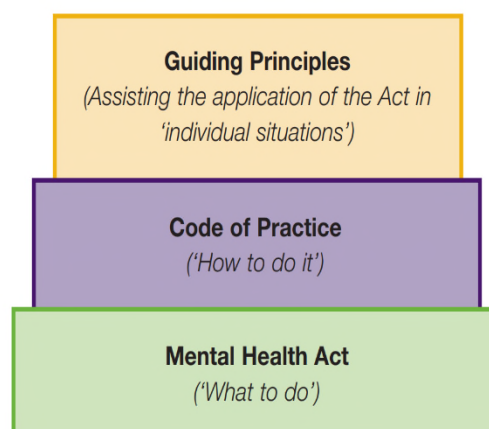 Guiding Principles
(Assisting the application of the Act in
‘individual situations’)
Code of Practice
(‘How to do it’)
Mental Health Act
(‘What to do’)